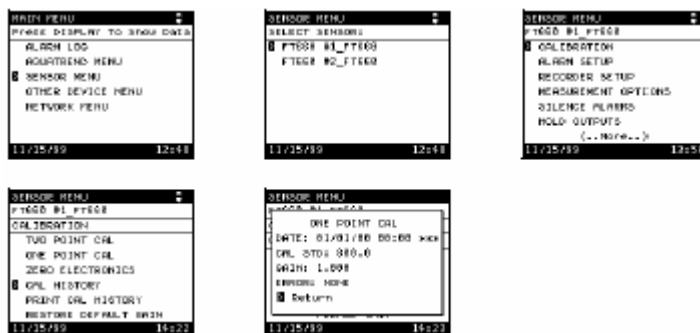 MAIN MENU
Press DISPLAY To Show Data
ALARM LOG
AQUATREND MENU
SENSOR MENU
OTHER DEVICE MENU
NETWORK MENU
11/15/99 12:48
SENSOR MENU
SELECT SENSOR:
FT660 #1_FT660
FT660 #2_FT660
11/15/99 12:48
SENSOR MENU
FT660 #1_FT660
CALIBRATION
ALARM SETUP
RECORDER SETUP
MEASUREMENT OPTIONS
SILENCE ALARMS
HOLD OUTPUTS
(..More..)
11/15/99
SENSOR MENU
FT660 #1_FT660
CALIBRATION
TWO POINT CAL
ONE POINT CAL
ZERO ELECTRONICS
CAL HISTORY
PRINT CAL HISTORY
RESTORE DEFAULT GAIN
11/15/99 14:22
SENSOR MENU
ONE POINT CAL
DATE: 01/01/00 00:00
CAL STD: 800.0
GAIN: 1.000
ERROR: NONE
Return
11/15/99 14:22